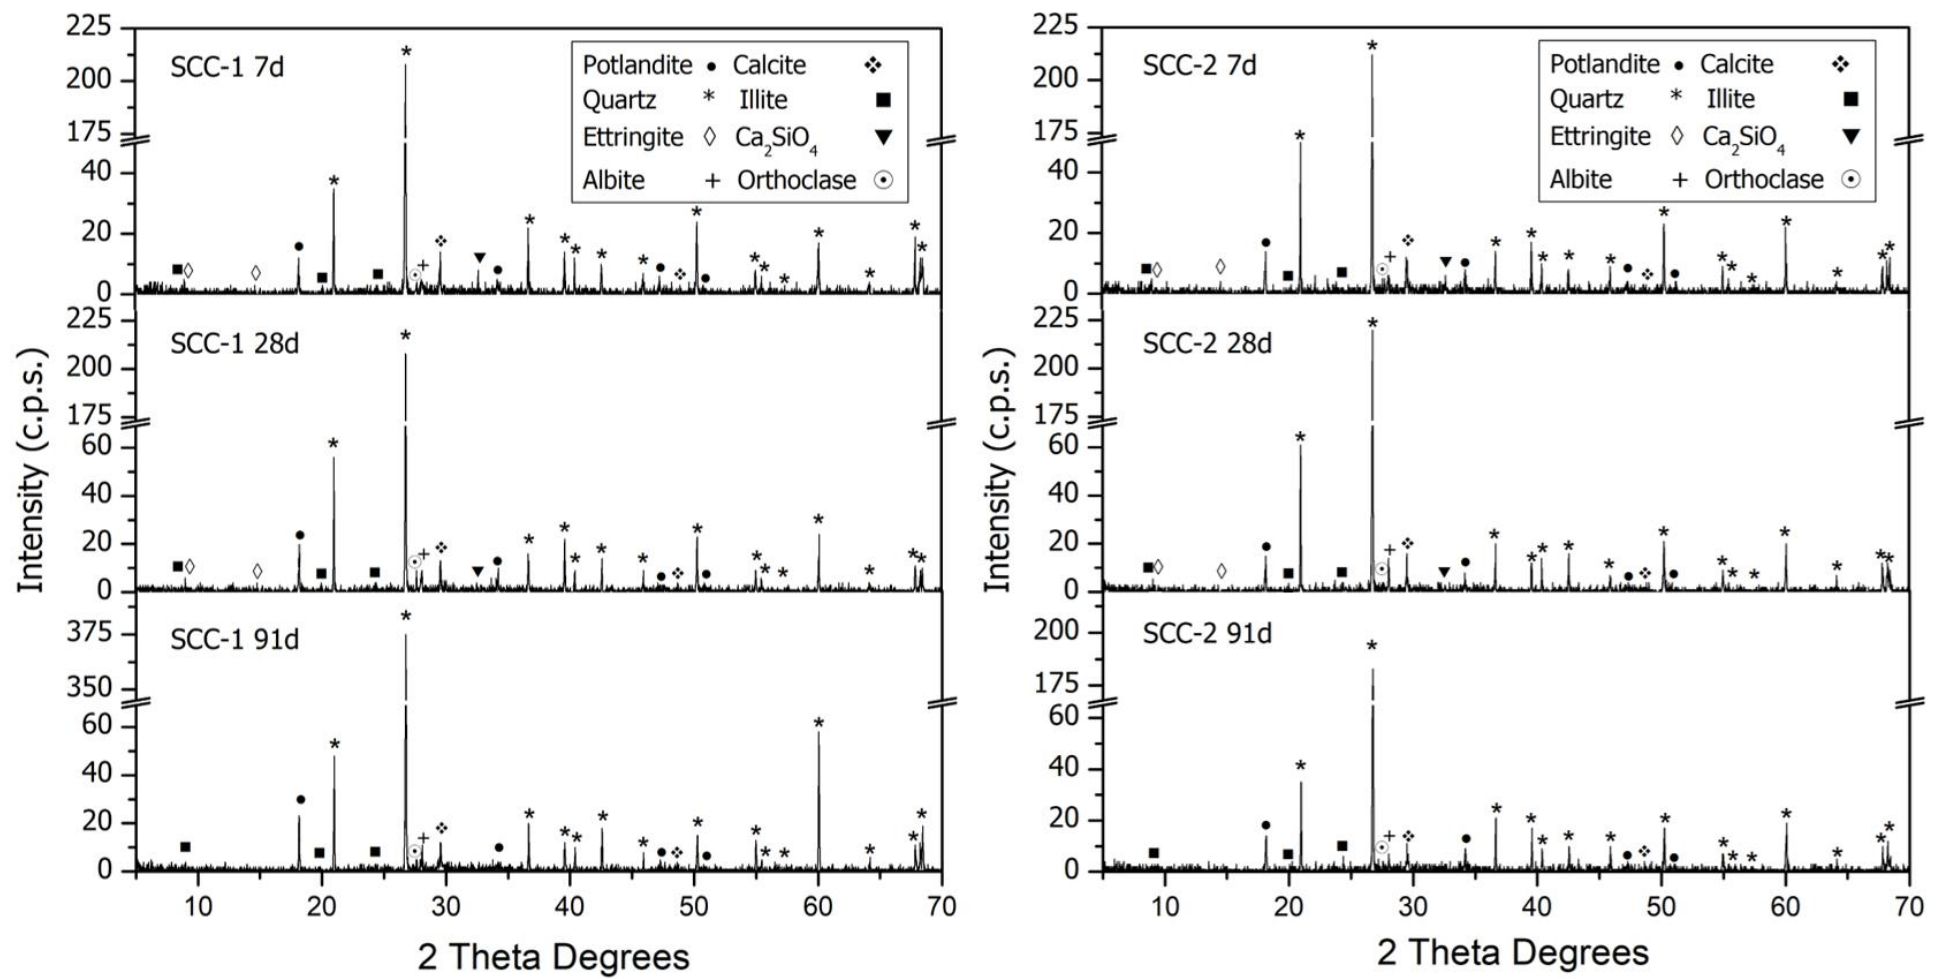 225
SCC-1 7d
200
175
40
20
0
Potlandite • Calcite ❖
Quartz * Illite ■
Ettringite ◊ Ca₂SiO₄ ▼
Albite + Orthoclase ☉
225
SCC-1 28d
200
175
60
40
20
0
375
SCC-1 91d
350
60
40
20
0
10 20 30 40 50 60 70
2 Theta Degrees
Intensity (c.p.s.)
225
SCC-2 7d
200
175
40
20
0
Potlandite • Calcite ❖
Quartz * Illite ■
Ettringite ◊ Ca₂SiO₄ ▼
Albite + Orthoclase ☉
225
SCC-2 28d
200
175
60
40
20
0
200
SCC-2 91d
175
60
40
20
0
10 20 30 40 50 60 70
2 Theta Degrees
Intensity (c.p.s.)